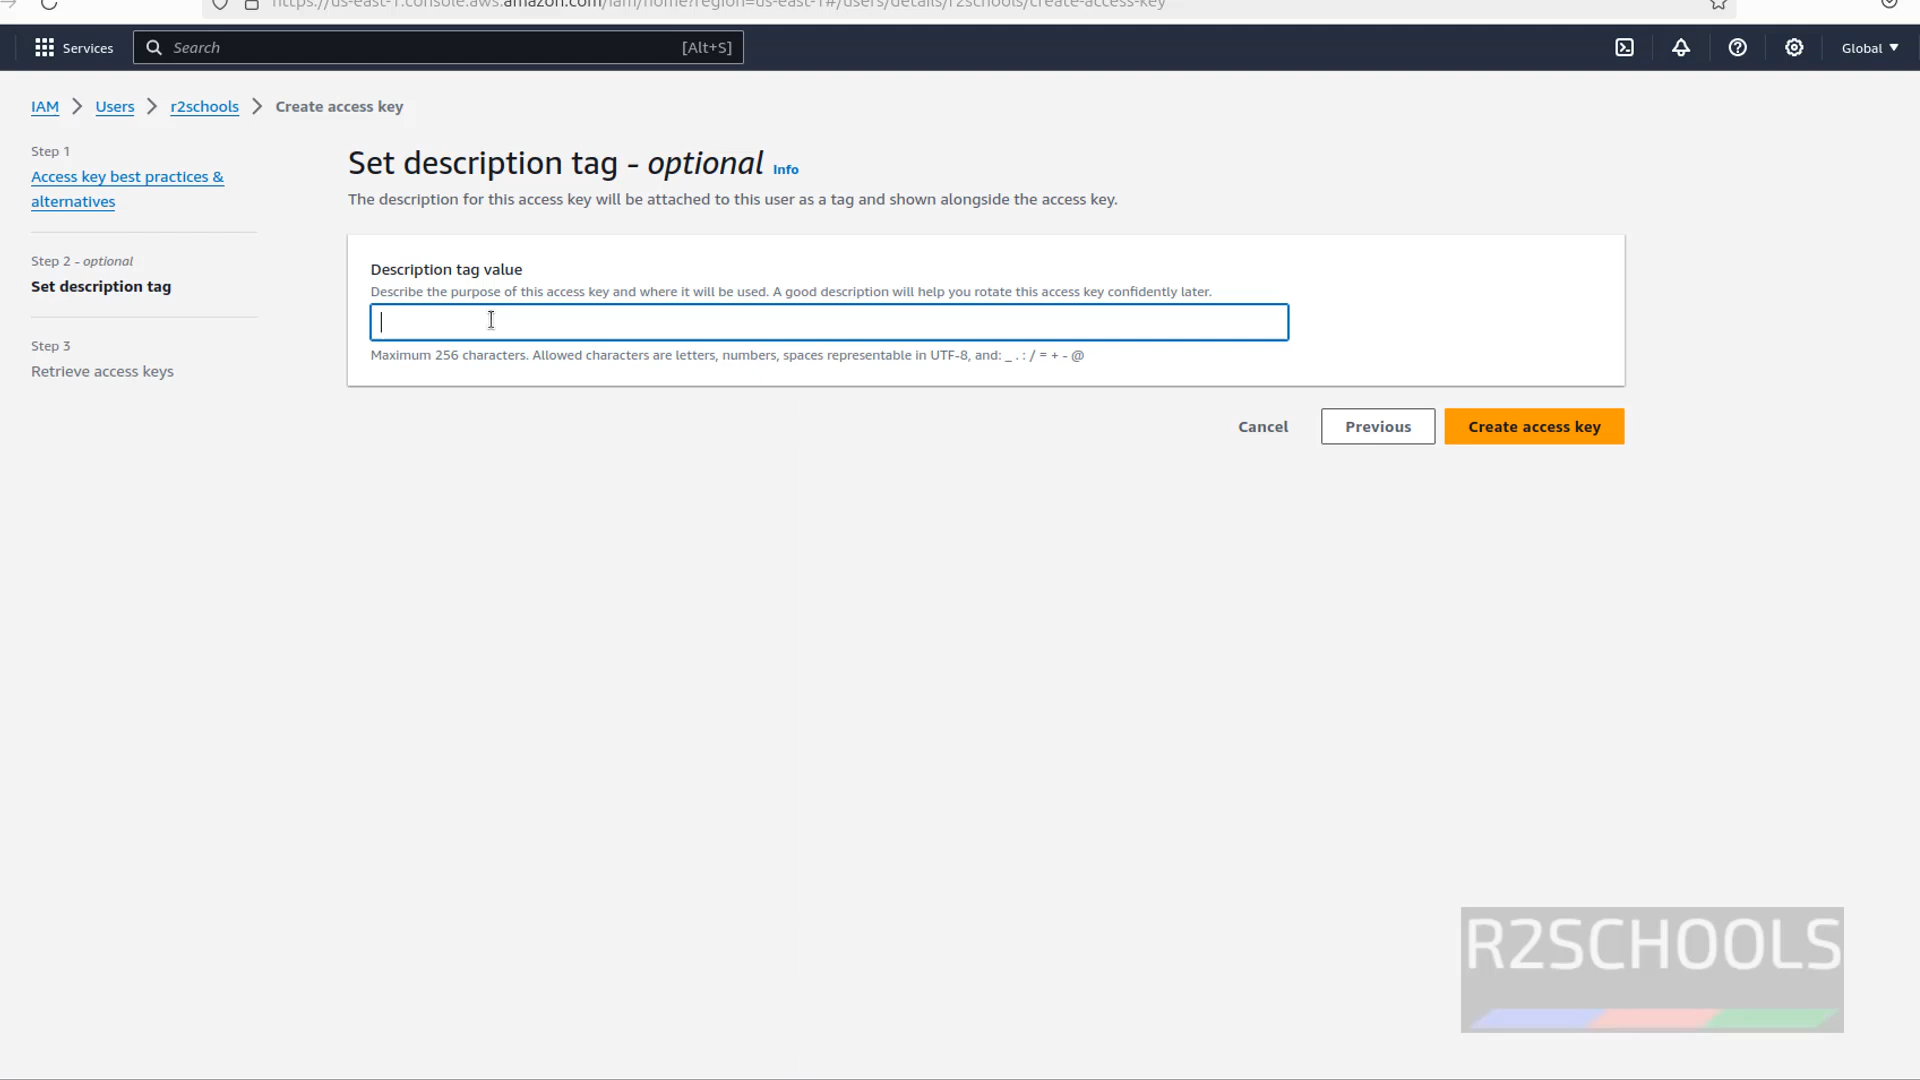 https://us-east-1.console.aws.amazon.com/iam/home?region=us-east-1#/users/details/r2schools/create-access-key
Services
Search
[Alt+S]
Global
IAM > Users > r2schools > Create access key
Step 1
Access key best practices &
alternatives
Step 2 - optional
Set description tag
Step 3
Retrieve access keys
Set description tag - optional Info
The description for this access key will be attached to this user as a tag and shown alongside the access key.
Description tag value
Describe the purpose of this access key and where it will be used. A good description will help you rotate this access key confidently later.
Maximum 256 characters. Allowed characters are letters, numbers, spaces representable in UTF-8, and: _ . : / = + - @
Cancel
Previous
Create access key
R2SCHOOLS